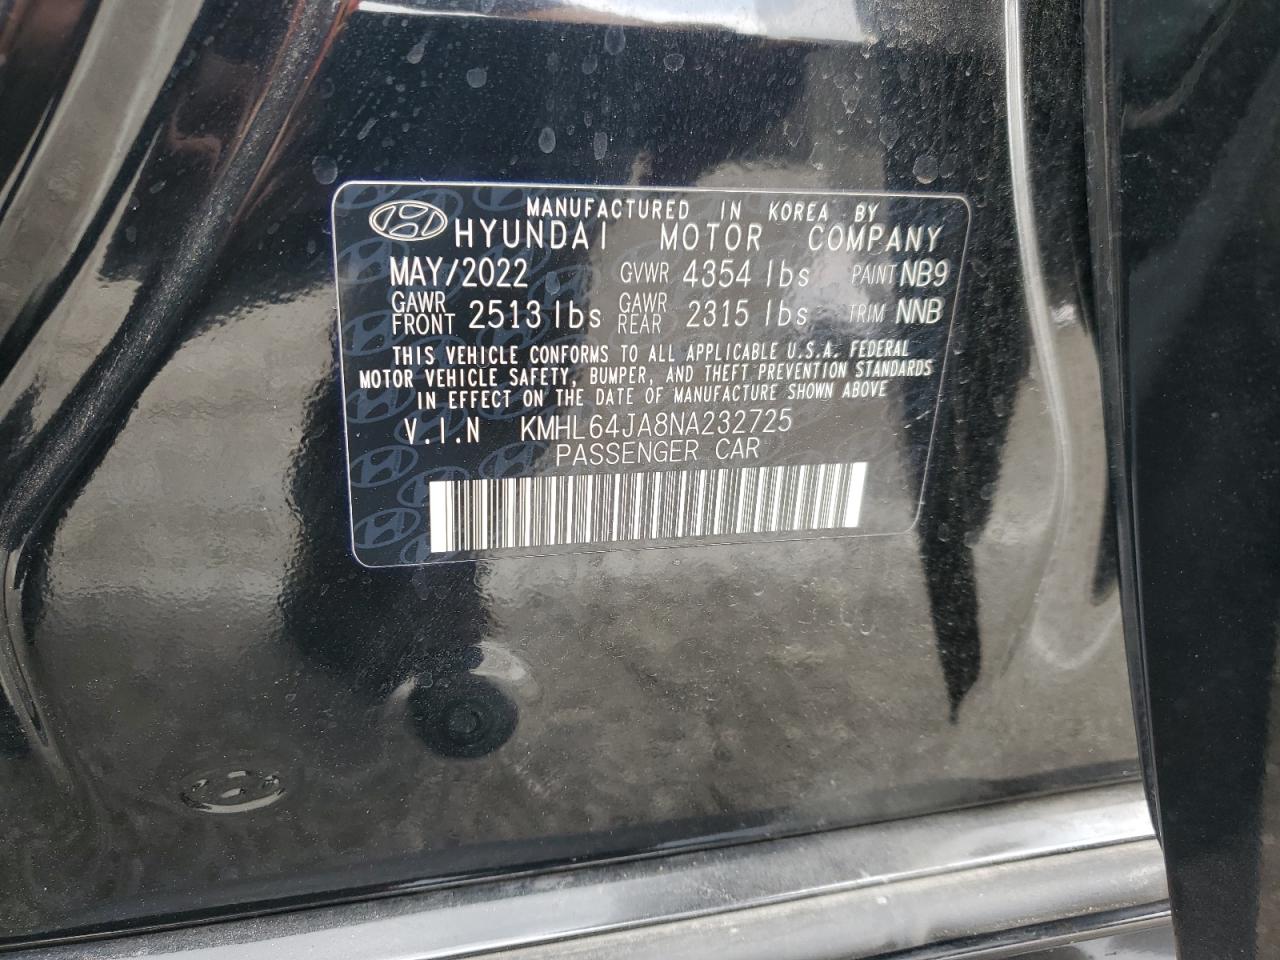 MANUFACTURED IN KOREA BY
HYUNDAI MOTOR COMPANY
MAY/2022 GVWR 4354 lbs PAINT NB9
GAWR FRONT 2513 lbs GAWR REAR 2315 lbs TRIM NNB
THIS VEHICLE CONFORMS TO ALL APPLICABLE U.S.A. FEDERAL
MOTOR VEHICLE SAFETY, BUMPER, AND THEFT PREVENTION STANDARDS
IN EFFECT ON THE DATE OF MANUFACTURE SHOWN ABOVE
V.I.N KMHL64JA8NA232725
PASSENGER CAR